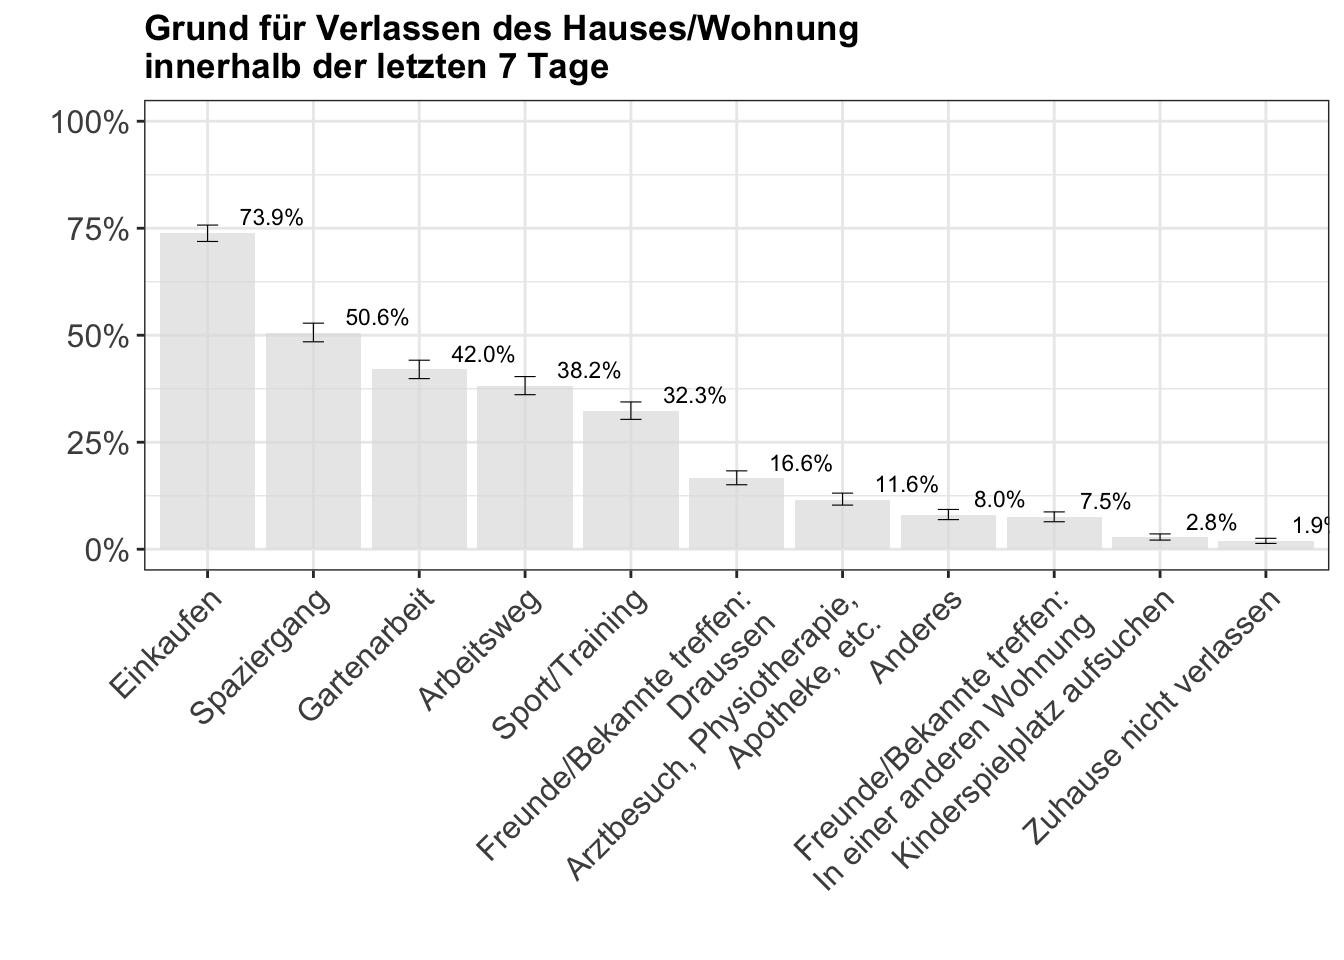 Grund für Verlassen des Hauses/Wohnung
innerhalb der letzten 7 Tage
100%
75%
50%
25%
0%
73.9%
50.6%
42.0%
38.2%
32.3%
16.6%
11.6%
8.0%
7.5%
2.8%
1.9%
Einkaufen
Spaziergang
Gartenarbeit
Arbeitsweg
Sport/Training
Freunde/Bekannte treffen:
Draussen
Arztbesuch, Physiotherapie,
Apotheke, etc.
Anderes
Freunde/Bekannte treffen:
In einer anderen Wohnung
Kinderspielplatz aufsuchen
Zuhause nicht verlassen